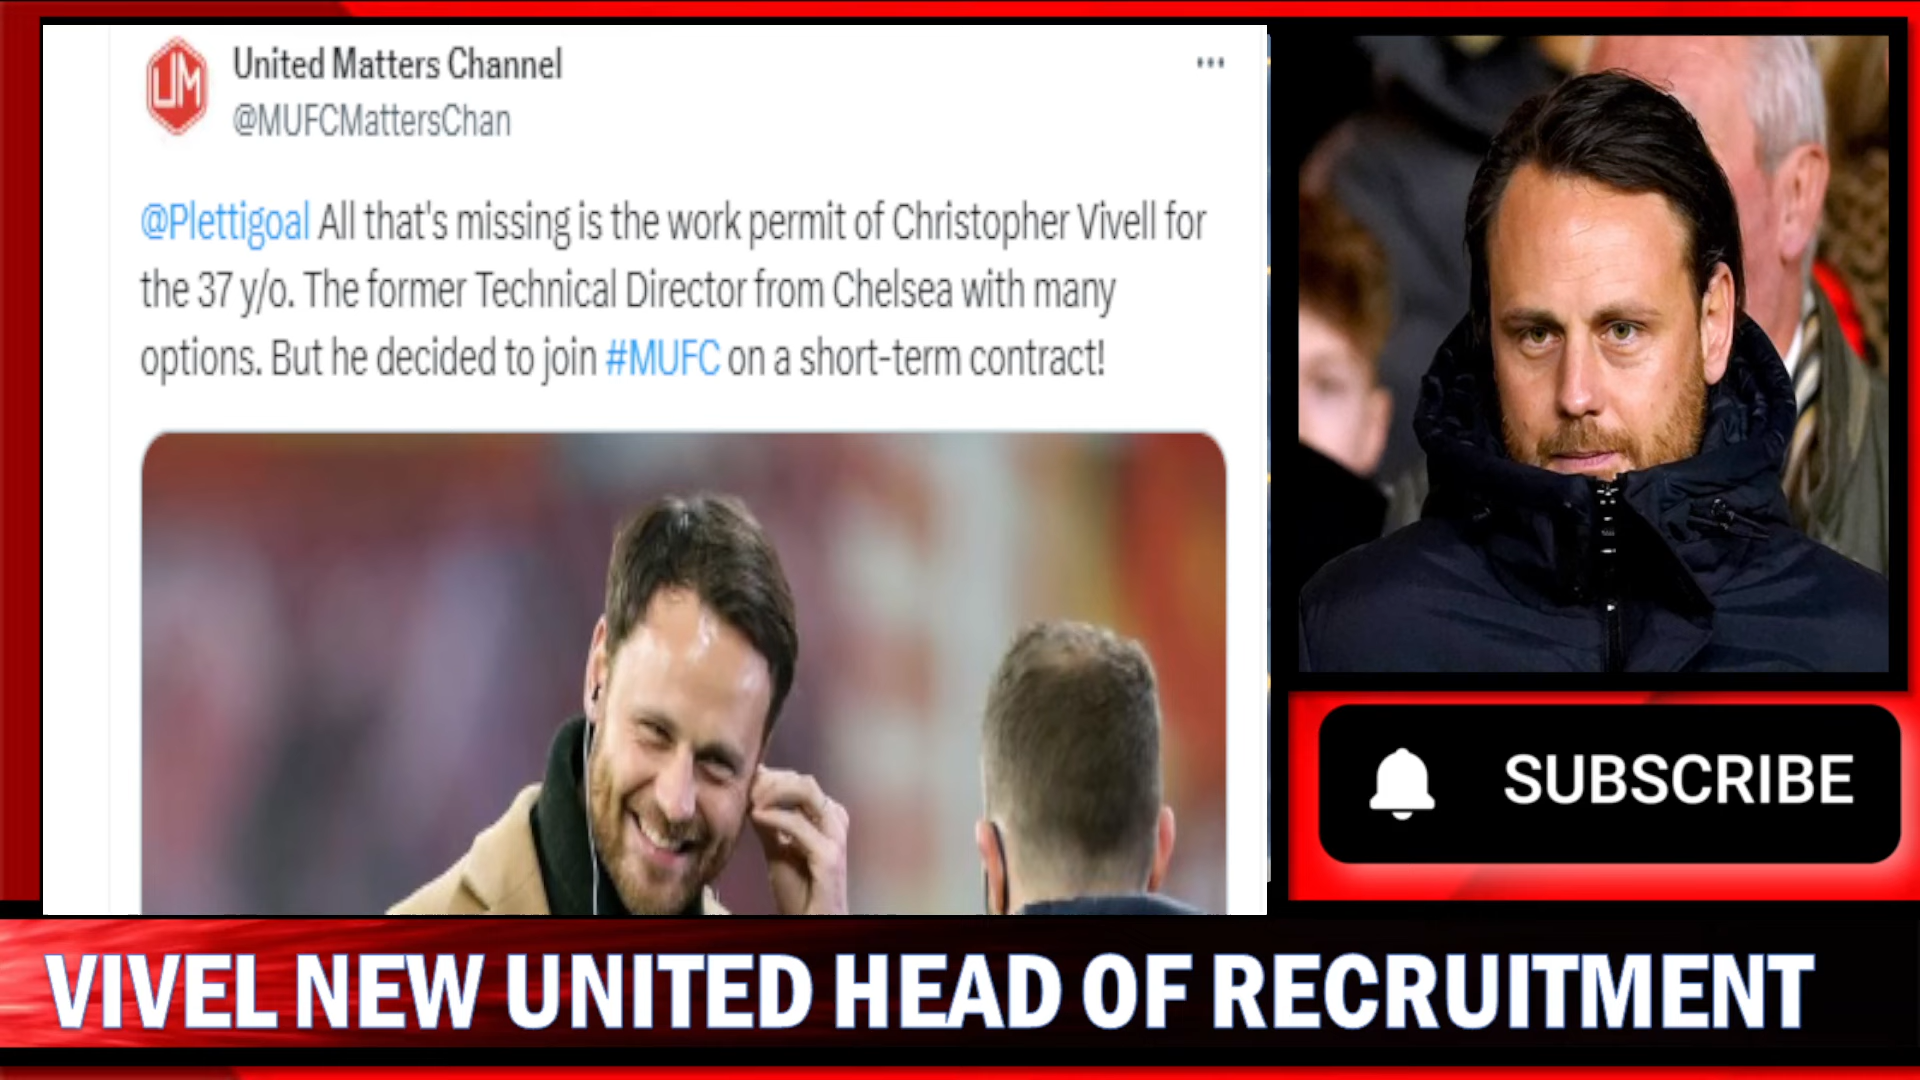 UM
United Matters Channel
@MUFCMattersChan
@Plettigoal All that's missing is the work permit of Christopher Vivell for
the 37 y/o. The former Technical Director from Chelsea with many
options. But he decided to join #MUFC on a short-term contract!
SUBSCRIBE
VIVEL NEW UNITED HEAD OF RECRUITMENT